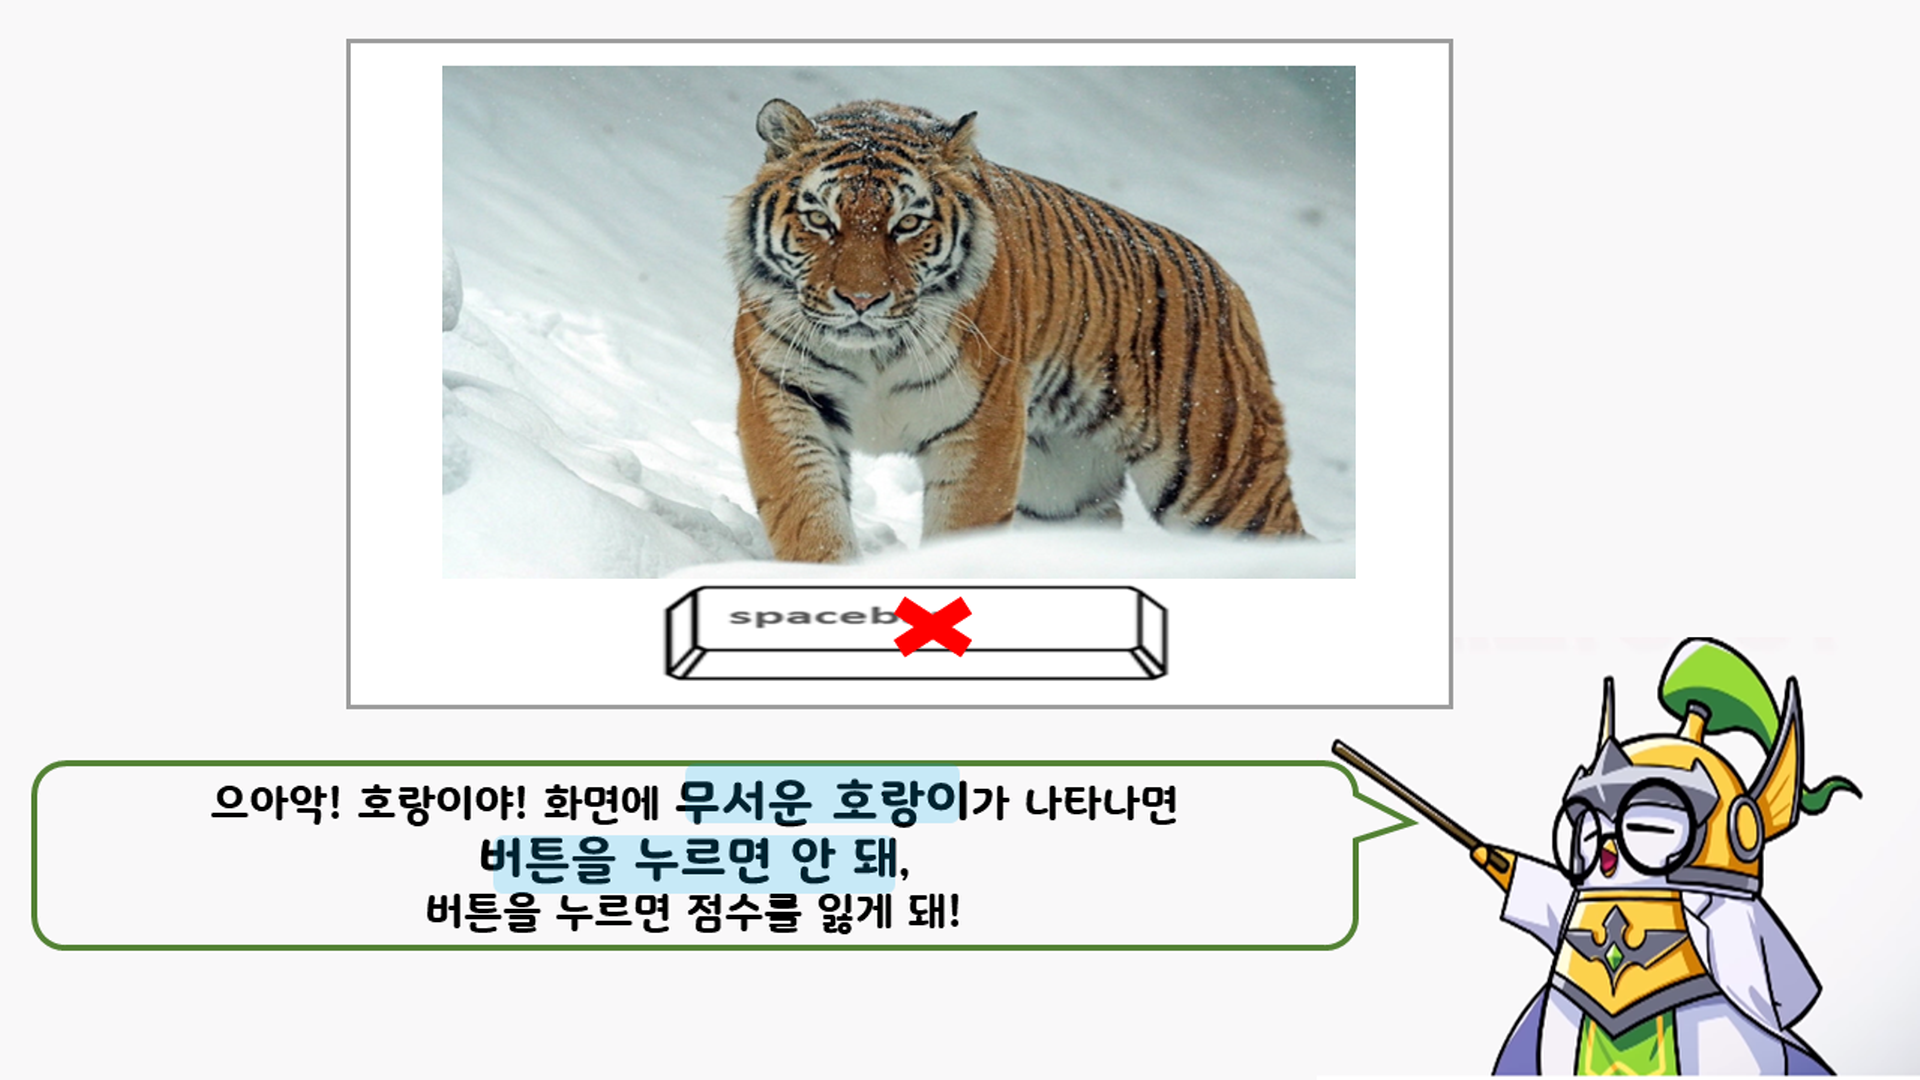 spaceb
으아악! 호랑이야! 화면에 무서운 호랑이가 나타나면
버튼을 누르면 안 돼,
버튼을 누르면 점수를 잃게 돼!